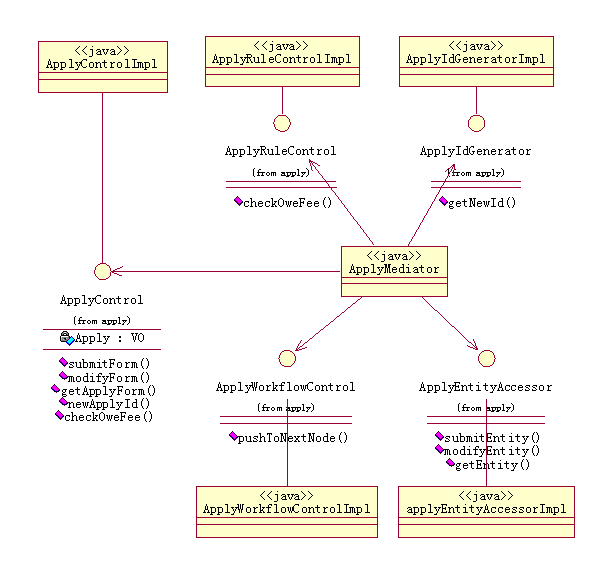 <<java>>
ApplyControlImpl
<<java>>
ApplyRuleControlImpl
<<java>>
ApplyIdGeneratorImpl
ApplyRuleControl
(from apply)
checkOweFee()
ApplyIdGenerator
(from apply)
getNewId()
<<java>>
ApplyMediator
ApplyControl
(from apply)
Apply : VO
submitForm()
modifyForm()
getApplyForm()
newApplyId()
checkOweFee()
ApplyWorkflowControl
(from apply)
pushToNextNode()
ApplyEntityAccessor
(from apply)
submitEntity()
modifyEntity()
getEntity()
<<java>>
ApplyWorkflowControlImpl
<<java>>
applyEntityAccessorImpl